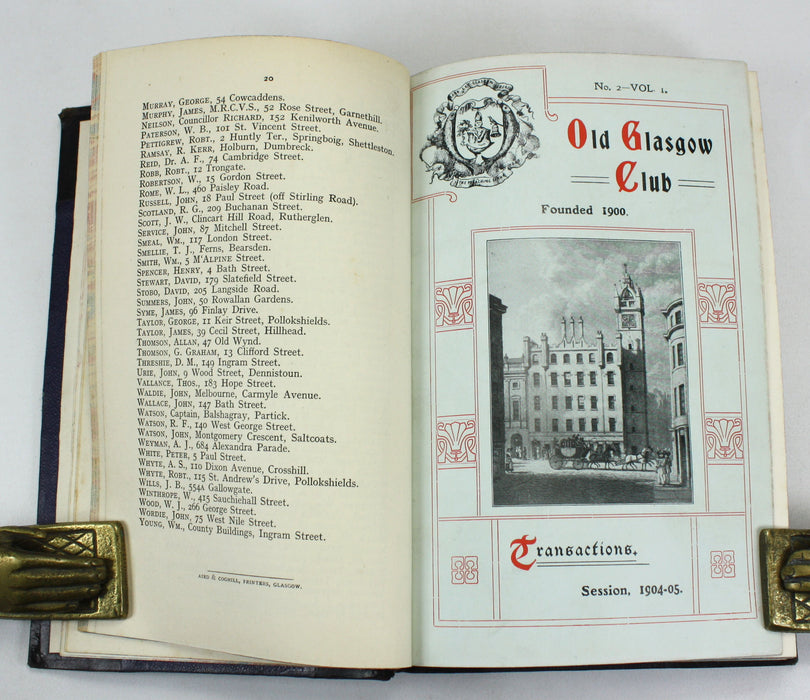 20
MURRAY, GEORGE, 54 Cowcaddens.
MURPHY, JAMES, M.R.C.V.S., 52 Rose Street, Garnethill.
NEILSON, Councillor RICHARD, 152 Kenilworth Avenue.
PATERSON, W. B., 101 St. Vincent Street.
PETTIGREW, ROBT., 2 Huntly Ter., Springboig, Shettleston.
RAMSAY, R. KERR, Holburn, Dumbreck.
REID, Dr. A. F., 74 Cambridge Street.
ROBB, ROBT., 12 Trongate.
ROBERTSON, W., 15 Gordon Street.
ROME, W. L., 460 Paisley Road.
RUSSELL, JOHN, 18 Paul Street (off Stirling Road).
SCOTLAND, R. G., 209 Buchanan Street.
SCOTT, J. W., Clincart Hill Road, Rutherglen.
SERVICE, JOHN, 87 Mitchell Street.
SMEAL, WM., 117 London Street.
SMELLIE, T. J., Ferns, Bearsden.
SMITH, WM., 5 M'Alpine Street.
SPENCER, HENRY, 4 Bath Street.
STEWART, DAVID, 179 Slatefield Street.
STOBO, DAVID, 205 Langside Road.
SUMMERS, JOHN, 50 Rowallan Gardens.
SYME, JAMES, 96 Finlay Drive.
TAYLOR, GEORGE, 11 Keir Street, Pollokshields.
TAYLOR, JAMES, 39 Cecil Street, Hillhead.
THOMSON, ALLAN, 47 Old Wynd.
THOMSON, G. GRAHAM, 13 Clifford Street.
THRESHIE, D. M., 149 Ingram Street.
URIE, JOHN, 9 Wood Street, Dennistoun.
VALLANCE, THOS., 183 Hope Street.
WALDIE, JOHN, Melbourne, Carmyle Avenue.
WALLACE, JOHN, 147 Bath Street.
WATSON, Captain, Balshagray, Partick.
WATSON, R. F., 140 West George Street.
WATSON, JOHN, Montgomery Crescent, Saltcoats.
WEYMAN, A. J., 684 Alexandra Parade.
WHITE, PETER, 5 Paul Street.
WHYTE, A. S., 110 Dixon Avenue, Crosshill.
WHYTE, ROBT., 115 St. Andrew's Drive, Pollokshields.
WILLS, J. B., 554A Gallowgate.
WINTHROPE, W., 415 Sauchiehall Street.
WOOD, W. J., 266 George Street.
WORDIE, JOHN, 75 West Nile Street.
YOUNG, WM., County Buildings, Ingram Street.
AIRD & COGHILL, PRINTERS, GLASGOW.
No. 2—VOL. 1.
Old Glasgow
Club
Founded 1900.
Transactions.
Session, 1904-05.